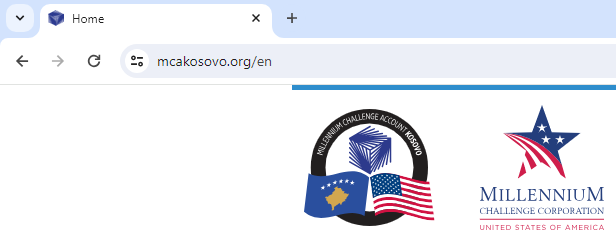 Home
mcakosovo.org/en
MILLENNIUM CHALLENGE ACCOUNT KOSOVO
MILLENNIUM
CHALLENGE CORPORATION
UNITED STATES OF AMERICA